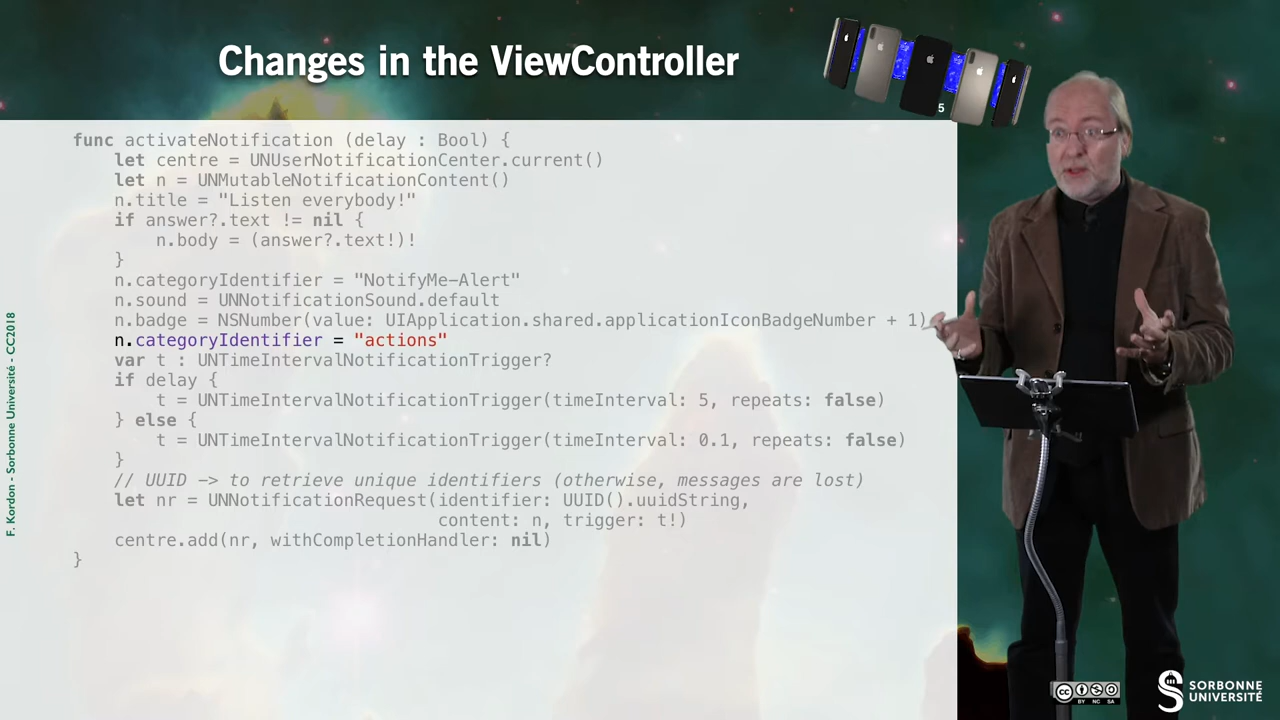 Changes in the ViewController
5
func activateNotification (delay : Bool) {
    let centre = UNUserNotificationCenter.current()
    let n = UNMutableNotificationContent()
    n.title = "Listen everybody!"
    if answer?.text != nil {
        n.body = (answer?.text!)!
    }
    n.categoryIdentifier = "NotifyMe-Alert"
    n.sound = UNNotificationSound.default
    n.badge = NSNumber(value: UIApplication.shared.applicationIconBadgeNumber + 1)
    n.categoryIdentifier = "actions"
    var t : UNTimeIntervalNotificationTrigger?
    if delay {
        t = UNTimeIntervalNotificationTrigger(timeInterval: 5, repeats: false)
    } else {
        t = UNTimeIntervalNotificationTrigger(timeInterval: 0.1, repeats: false)
    }
    // UUID -> to retrieve unique identifiers (otherwise, messages are lost)
    let nr = UNNotificationRequest(identifier: UUID().uuidString,
                                   content: n, trigger: t!)
    centre.add(nr, withCompletionHandler: nil)
}
F. Kordon - Sorbonne Université - CC2018
CC BY NC SA
SORBONNE
UNIVERSITÉ